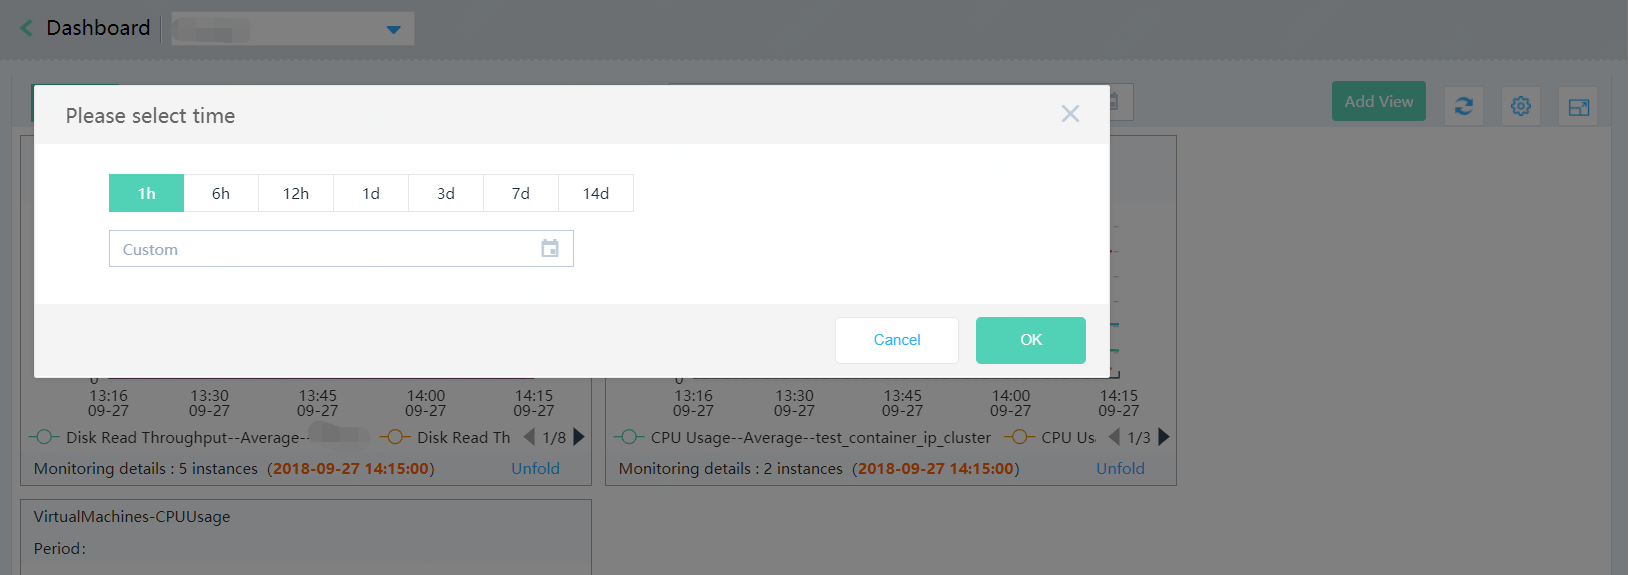 Dashboard
Add View
Please select time
1h 6h 12h 1d 3d 7d 14d
Custom
Cancel OK
0
13:16 13:30 13:45 14:00 14:15
09-27 09-27 09-27 09-27 09-27
Disk Read Throughput--Average-- Disk Read Th 1/8
Monitoring details : 5 instances (2018-09-27 14:15:00) Unfold
0
13:16 13:30 13:45 14:00 14:15
09-27 09-27 09-27 09-27 09-27
CPU Usage--Average--test_container_ip_cluster CPU Us 1/3
Monitoring details : 2 instances (2018-09-27 14:15:00) Unfold
VirtualMachines-CPUUsage
Period: